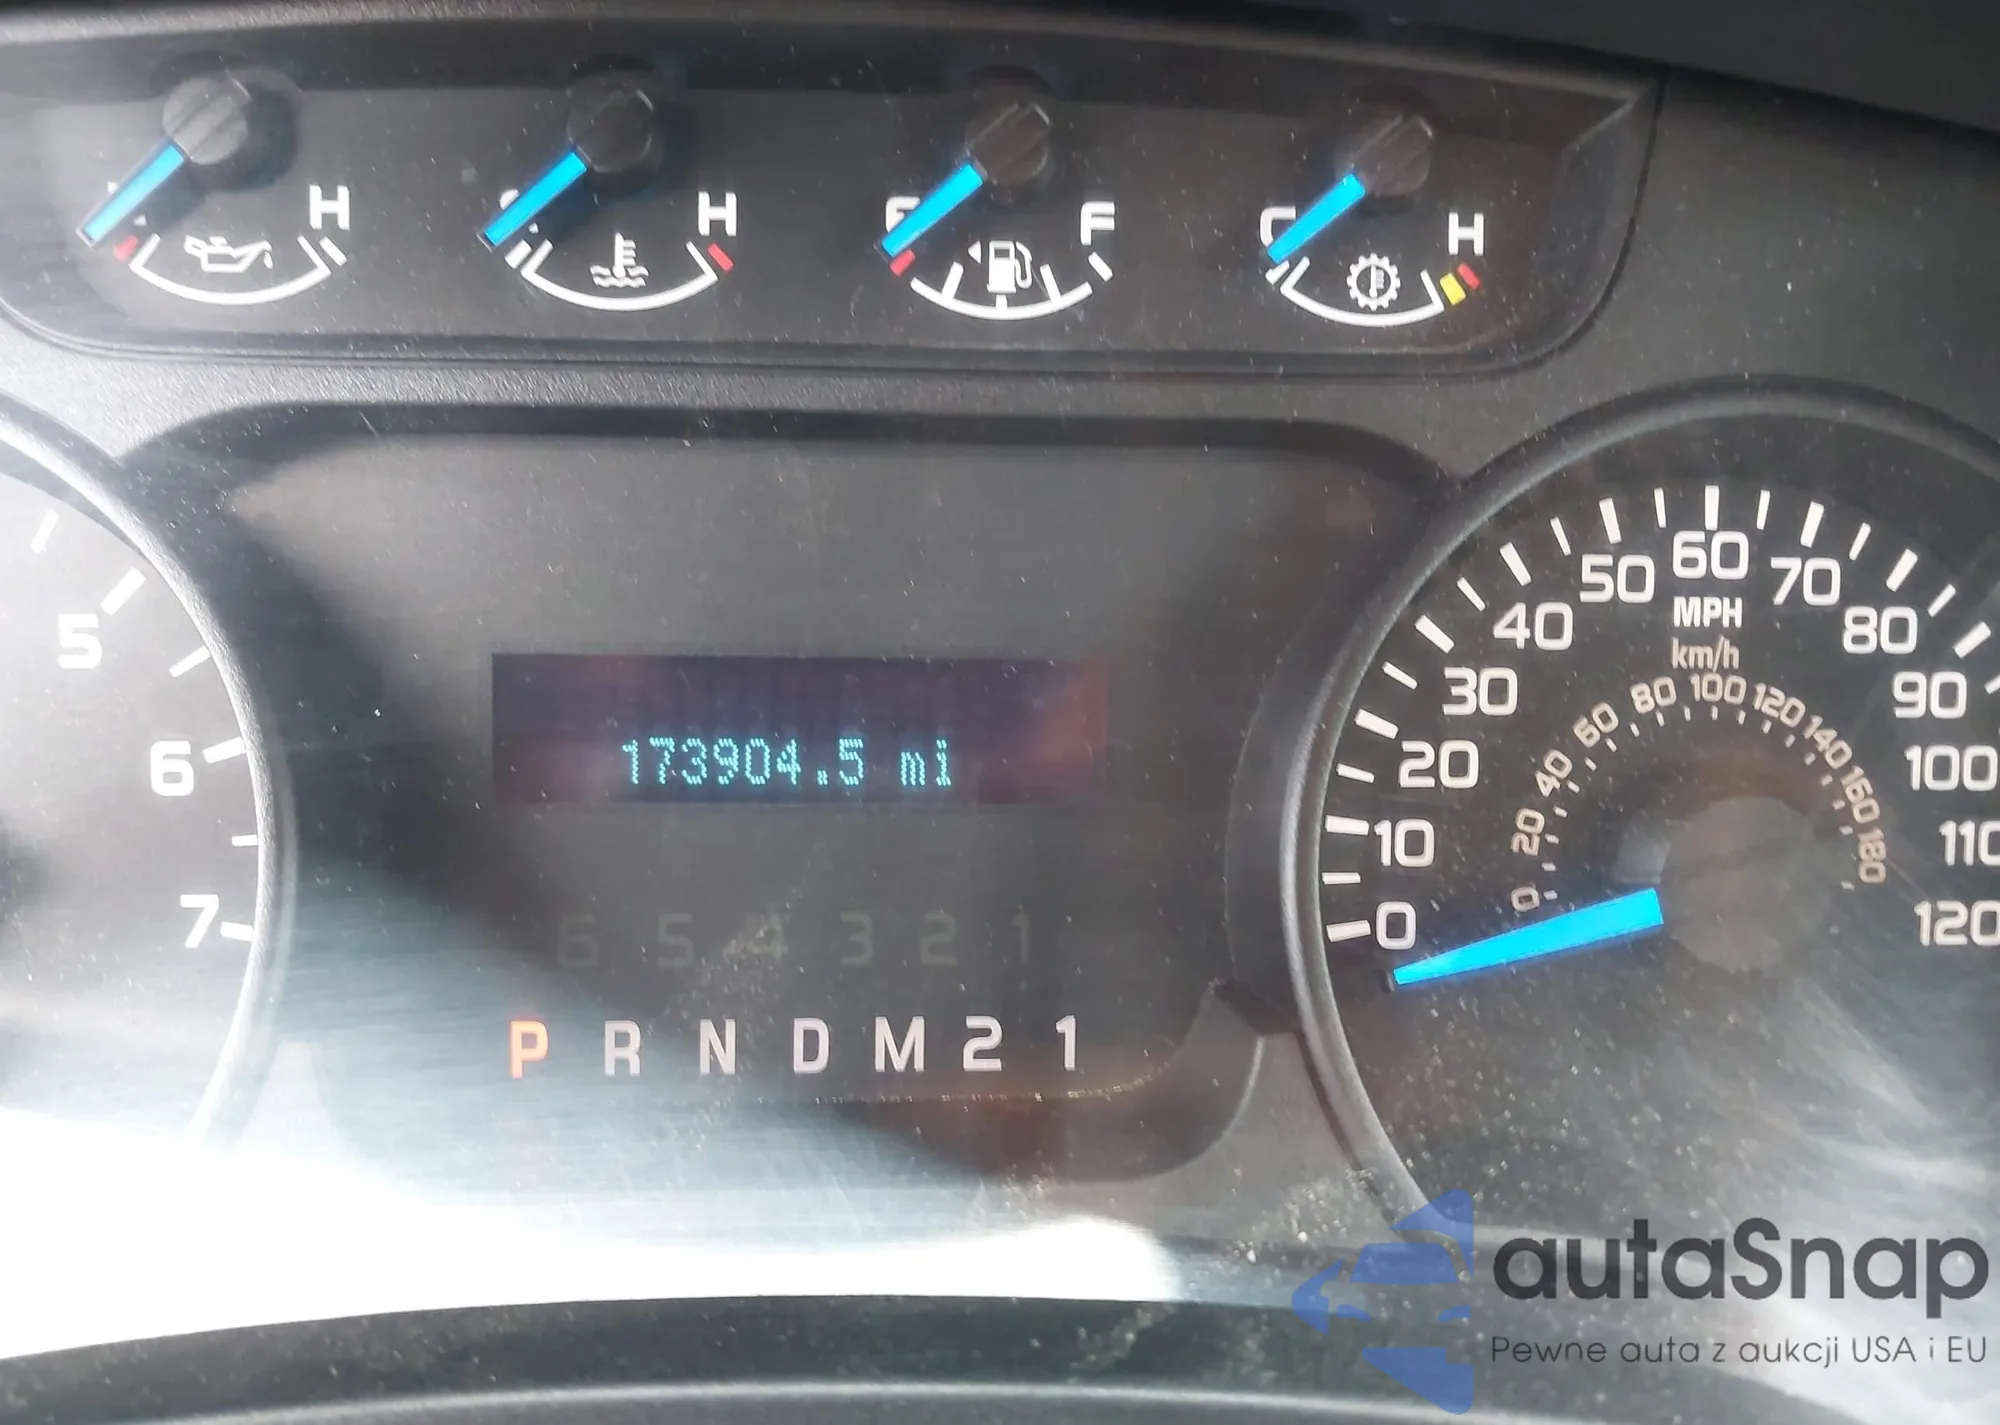 H
H
E F
C H
50 60 70
40 MPH 80
30 km/h 90
20 100
10 110
0 120
0 20 40 60 80 100 120 140 160 180
5
6
7
173904.5 mi
6 5 4 3 2 1
P R N D M 2 1
autaSnap
Pewne auta z aukcji USA i EU